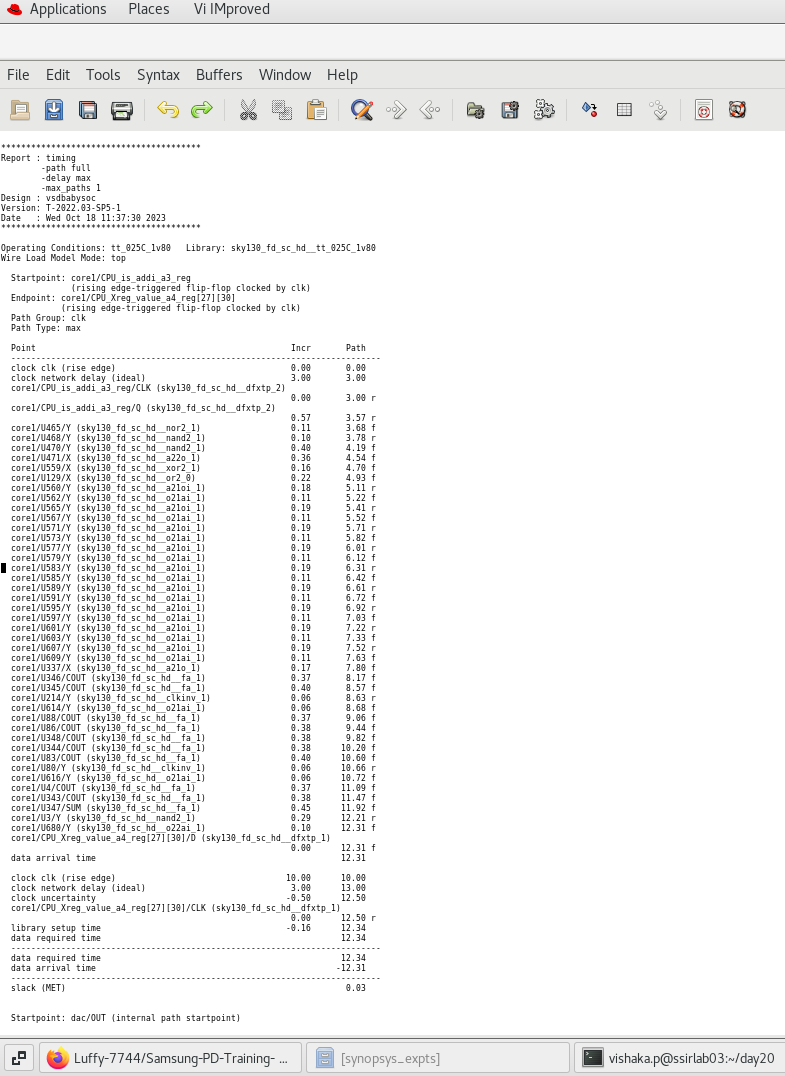 Applications Places Vi IMproved
File Edit Tools Syntax Buffers Window Help
****************************************
Report : timing
        -path full
        -delay max
        -max_paths 1
Design : vsdbabysoc
Version: T-2022.03-SP5-1
Date   : Wed Oct 18 11:37:30 2023
****************************************
Operating Conditions: tt_025C_1v80   Library: sky130_fd_sc_hd__tt_025C_1v80
Wire Load Model Mode: top
  Startpoint: core1/CPU_is_addi_a3_reg
              (rising edge-triggered flip-flop clocked by clk)
  Endpoint: core1/CPU_Xreg_value_a4_reg[27][30]
            (rising edge-triggered flip-flop clocked by clk)
  Path Group: clk
  Path Type: max
  Point                                                   Incr       Path
  --------------------------------------------------------------------------
  clock clk (rise edge)                                   0.00       0.00
  clock network delay (ideal)                             3.00       3.00
  core1/CPU_is_addi_a3_reg/CLK (sky130_fd_sc_hd__dfxtp_2)
                                                          0.00       3.00 r
  core1/CPU_is_addi_a3_reg/Q (sky130_fd_sc_hd__dfxtp_2)
                                                          0.57       3.57 r
  core1/U465/Y (sky130_fd_sc_hd__nor2_1)                  0.11       3.68 f
  core1/U468/Y (sky130_fd_sc_hd__nand2_1)                 0.10       3.78 r
  core1/U470/Y (sky130_fd_sc_hd__nand2_1)                 0.40       4.19 f
  core1/U471/X (sky130_fd_sc_hd__a22o_1)                  0.36       4.54 f
  core1/U559/X (sky130_fd_sc_hd__xor2_1)                  0.16       4.70 f
  core1/U129/X (sky130_fd_sc_hd__or2_0)                   0.22       4.93 f
  core1/U560/Y (sky130_fd_sc_hd__a21oi_1)                 0.18       5.11 r
  core1/U562/Y (sky130_fd_sc_hd__o21ai_1)                 0.11       5.22 f
  core1/U565/Y (sky130_fd_sc_hd__a21oi_1)                 0.19       5.41 r
  core1/U567/Y (sky130_fd_sc_hd__o21ai_1)                 0.11       5.52 f
  core1/U571/Y (sky130_fd_sc_hd__a21oi_1)                 0.19       5.71 r
  core1/U573/Y (sky130_fd_sc_hd__o21ai_1)                 0.11       5.82 f
  core1/U577/Y (sky130_fd_sc_hd__a21oi_1)                 0.19       6.01 r
  core1/U579/Y (sky130_fd_sc_hd__o21ai_1)                 0.11       6.12 f
  core1/U583/Y (sky130_fd_sc_hd__a21oi_1)                 0.19       6.31 r
  core1/U585/Y (sky130_fd_sc_hd__o21ai_1)                 0.11       6.42 f
  core1/U589/Y (sky130_fd_sc_hd__a21oi_1)                 0.19       6.61 r
  core1/U591/Y (sky130_fd_sc_hd__o21ai_1)                 0.11       6.72 f
  core1/U595/Y (sky130_fd_sc_hd__a21oi_1)                 0.19       6.92 r
  core1/U597/Y (sky130_fd_sc_hd__o21ai_1)                 0.11       7.03 f
  core1/U601/Y (sky130_fd_sc_hd__a21oi_1)                 0.19       7.22 r
  core1/U603/Y (sky130_fd_sc_hd__o21ai_1)                 0.11       7.33 f
  core1/U607/Y (sky130_fd_sc_hd__a21oi_1)                 0.19       7.52 r
  core1/U609/Y (sky130_fd_sc_hd__o21ai_1)                 0.11       7.63 f
  core1/U337/X (sky130_fd_sc_hd__a21o_1)                  0.17       7.80 f
  core1/U346/COUT (sky130_fd_sc_hd__fa_1)                 0.37       8.17 f
  core1/U345/COUT (sky130_fd_sc_hd__fa_1)                 0.40       8.57 f
  core1/U214/Y (sky130_fd_sc_hd__clkinv_1)                0.06       8.63 r
  core1/U614/Y (sky130_fd_sc_hd__o21ai_1)                 0.06       8.68 f
  core1/U88/COUT (sky130_fd_sc_hd__fa_1)                  0.37       9.06 f
  core1/U86/COUT (sky130_fd_sc_hd__fa_1)                  0.38       9.44 f
  core1/U348/COUT (sky130_fd_sc_hd__fa_1)                 0.38       9.82 f
  core1/U344/COUT (sky130_fd_sc_hd__fa_1)                 0.38      10.20 f
  core1/U83/COUT (sky130_fd_sc_hd__fa_1)                  0.40      10.60 f
  core1/U80/Y (sky130_fd_sc_hd__clkinv_1)                 0.06      10.66 r
  core1/U616/Y (sky130_fd_sc_hd__o21ai_1)                 0.06      10.72 f
  core1/U4/COUT (sky130_fd_sc_hd__fa_1)                   0.37      11.09 f
  core1/U343/COUT (sky130_fd_sc_hd__fa_1)                 0.38      11.47 f
  core1/U347/SUM (sky130_fd_sc_hd__fa_1)                  0.45      11.92 f
  core1/U3/Y (sky130_fd_sc_hd__nand2_1)                   0.29      12.21 r
  core1/U680/Y (sky130_fd_sc_hd__o22ai_1)                 0.10      12.31 f
  core1/CPU_Xreg_value_a4_reg[27][30]/D (sky130_fd_sc_hd__dfxtp_1)
                                                          0.00      12.31 f
  data arrival time                                                 12.31
  clock clk (rise edge)                                  10.00      10.00
  clock network delay (ideal)                             3.00      13.00
  clock uncertainty                                      -0.50      12.50
  core1/CPU_Xreg_value_a4_reg[27][30]/CLK (sky130_fd_sc_hd__dfxtp_1)
                                                          0.00      12.50 r
  library setup time                                     -0.16      12.34
  data required time                                                12.34
  --------------------------------------------------------------------------
  data required time                                                12.34
  data arrival time                                                -12.31
  --------------------------------------------------------------------------
  slack (MET)                                                        0.03
  Startpoint: dac/OUT (internal path startpoint)
Luffy-7744/Samsung-PD-Training- ... [synopsys_expts] vishaka.p@ssirlab03:~/day20